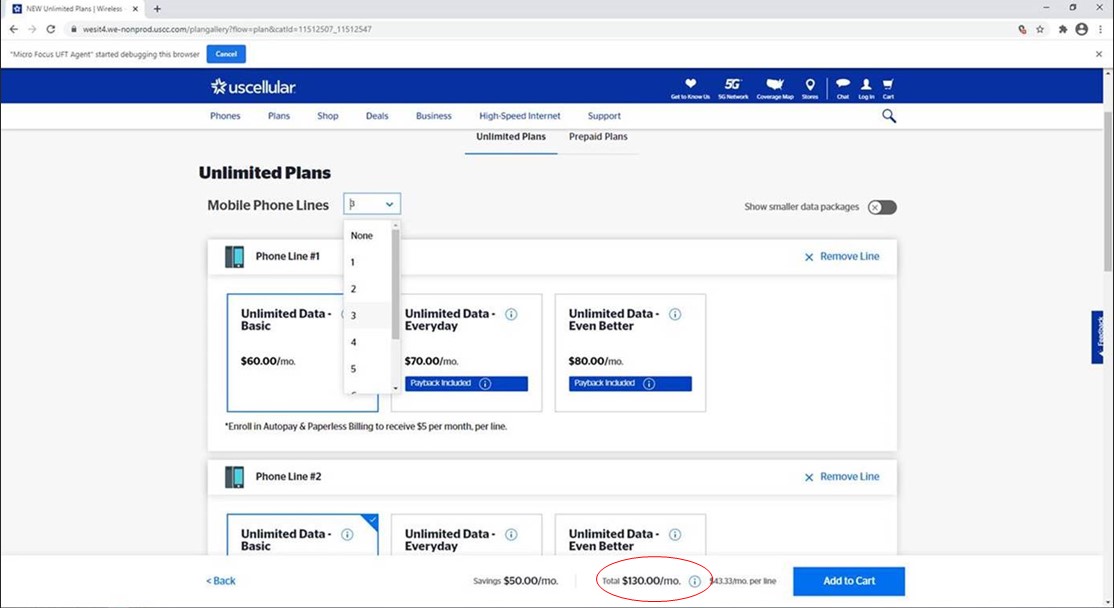 NEW Unlimited Plans | Wireless
wesit4.we-nonprod.uscc.com/plangallery?flow=plan&catId=11512507_11512547
"Micro Focus UFT Agent" started debugging this browser Cancel
uscellular
Get to Know Us 5G 5G Network Coverage Map Stores Chat Log In Cart
Phones Plans Shop Deals Business High-Speed Internet Support
Unlimited Plans Prepaid Plans
Unlimited Plans
Mobile Phone Lines 3 Show smaller data packages
None
1
2
3
4
5
Phone Line #1 Remove Line
Unlimited Data -
Basic
$60.00/mo.
Unlimited Data -
Everyday
$70.00/mo.
Payback Included
Unlimited Data -
Even Better
$80.00/mo.
Payback Included
*Enroll in Autopay & Paperless Billing to receive $5 per month, per line.
Feedback
Phone Line #2 Remove Line
Unlimited Data -
Basic
Unlimited Data -
Everyday
Unlimited Data -
Even Better
< Back Savings $50.00/mo. Total $130.00/mo. $43.33/mo. per line Add to Cart